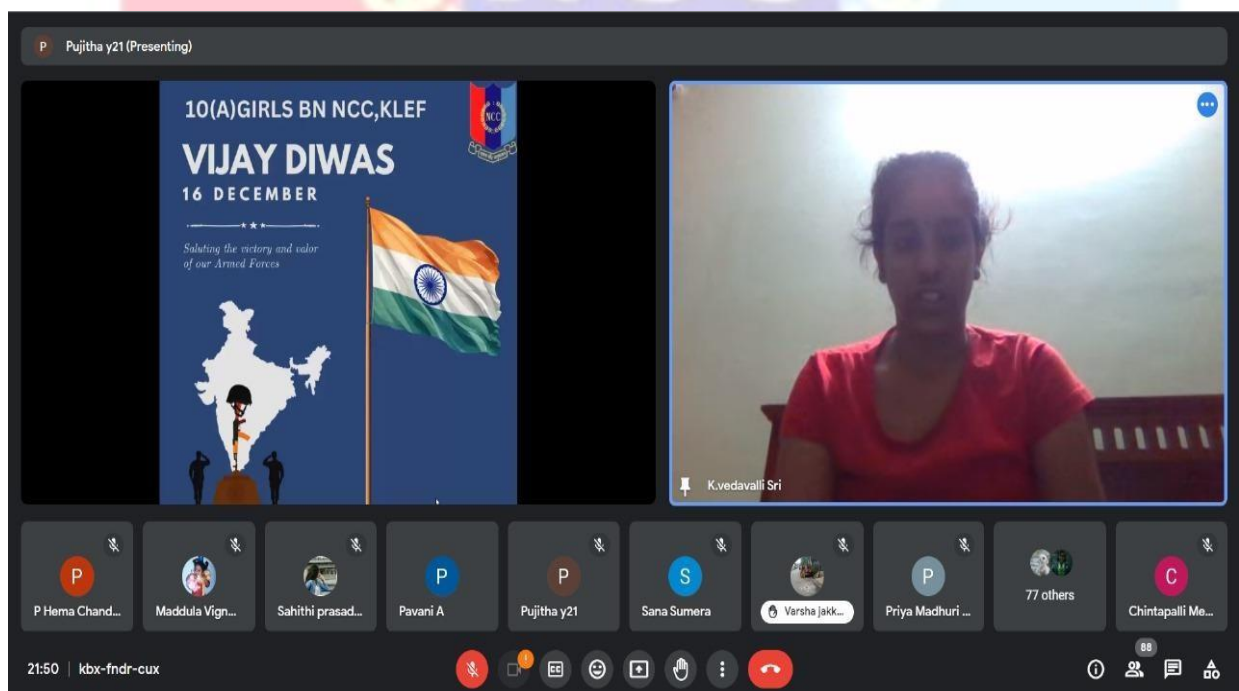 P Pujitha y21 (Presenting)
10(A)GIRLS BN NCC,KLEF
NCC
VIJAY DIWAS
16 DECEMBER
Saluting the victory and valor
of our Armed Forces
K.vedavalli Sri
P
P Hema Chand...
Maddula Vign...
Sahithi prasad...
P
Pavani A
P
Pujitha y21
S
Sana Sumera
Varsha jakk...
P
Priya Madhuri ...
77 others
C
Chintapalli Me...
21:50 | kbx-fndr-cux
CC
88